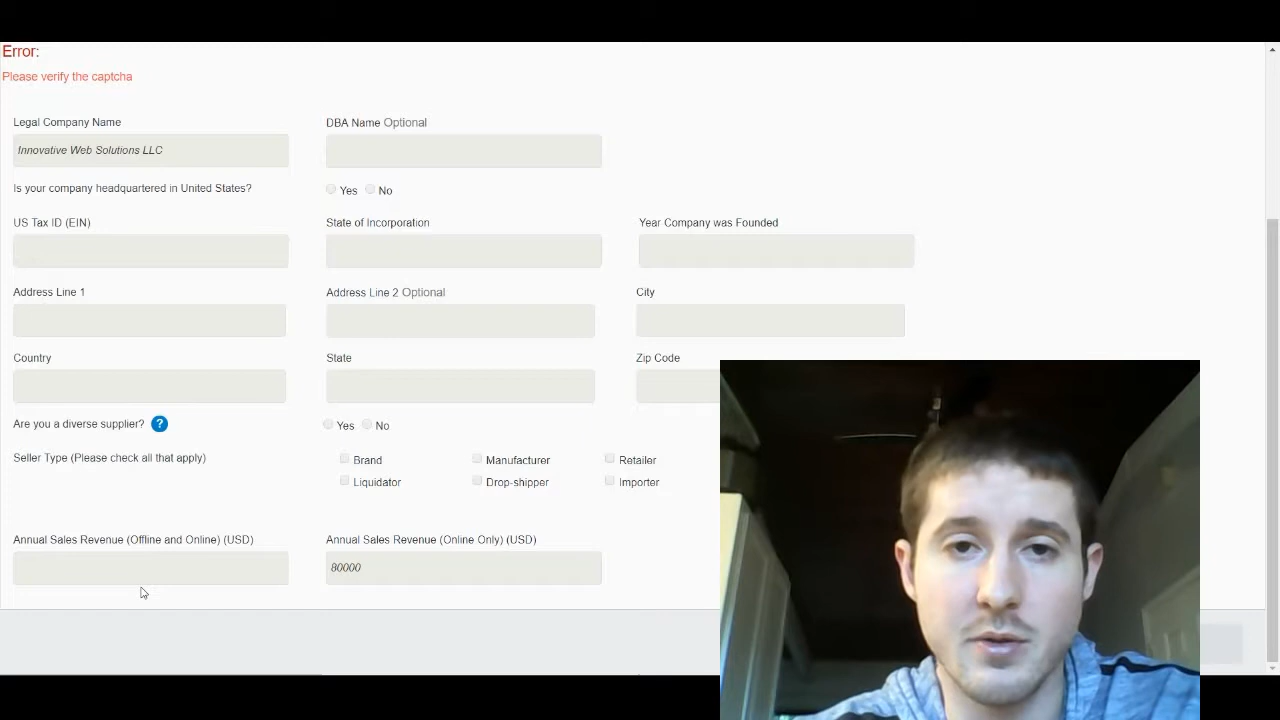 Error:
Please verify the captcha
Legal Company Name
DBA Name Optional
Innovative Web Solutions LLC
Is your company headquartered in United States?
Yes
No
US Tax ID (EIN)
State of Incorporation
Year Company was Founded
Address Line 1
Address Line 2 Optional
City
Country
State
Zip Code
Are you a diverse supplier? ?
Yes
No
Seller Type (Please check all that apply)
Brand
Manufacturer
Retailer
Liquidator
Drop-shipper
Importer
Annual Sales Revenue (Offline and Online) (USD)
Annual Sales Revenue (Online Only) (USD)
80000